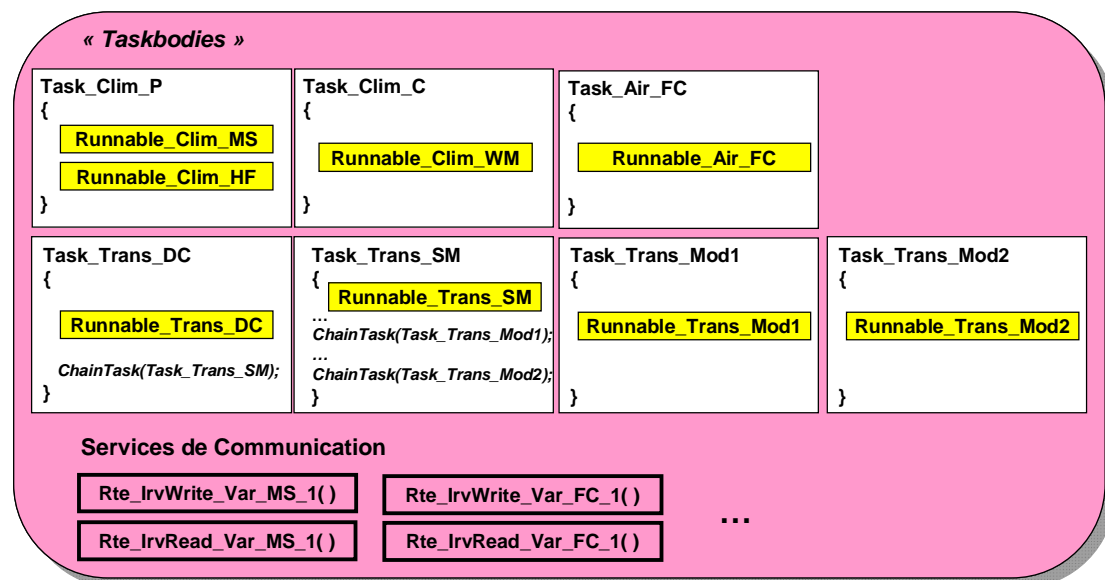 « Taskbodies »
Task_Clim_P
{
Runnable_Clim_MS
Runnable_Clim_HF
}
Task_Clim_C
{
Runnable_Clim_WM
}
Task_Air_FC
{
Runnable_Air_FC
}
Task_Trans_DC
{
Runnable_Trans_DC
ChainTask(Task_Trans_SM);
}
Task_Trans_SM
{
Runnable_Trans_SM
…
ChainTask(Task_Trans_Mod1);
…
ChainTask(Task_Trans_Mod2);
}
Task_Trans_Mod1
{
Runnable_Trans_Mod1
}
Task_Trans_Mod2
{
Runnable_Trans_Mod2
}
Services de Communication
Rte_IrvWrite_Var_MS_1( )
Rte_IrvWrite_Var_FC_1( )
Rte_IrvRead_Var_MS_1( )
Rte_IrvRead_Var_FC_1( )
…